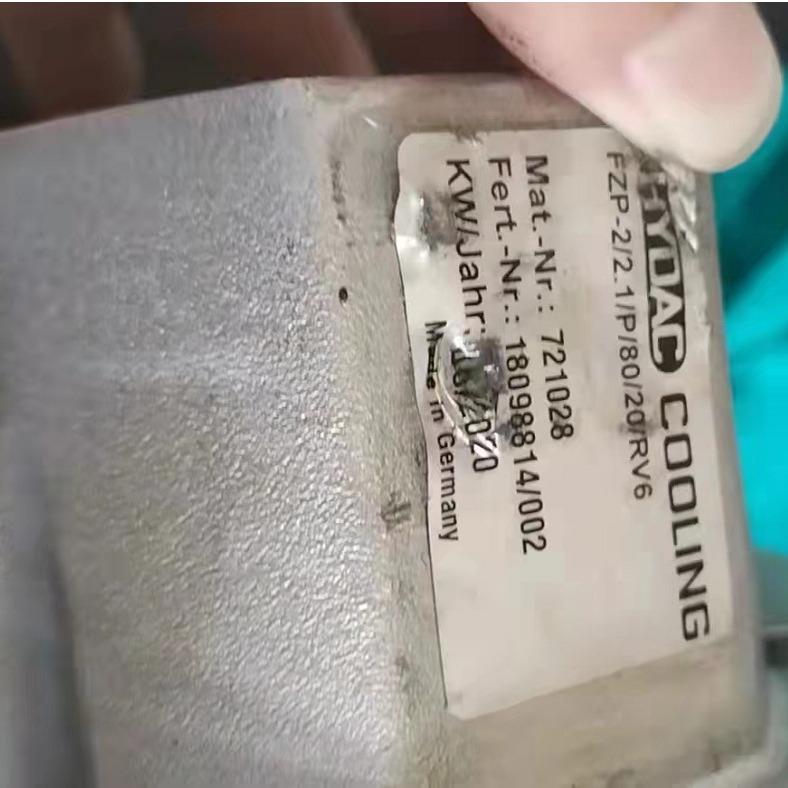 HYDAC COOLING
FZP-2/2.1/P/80/20/RV6
Mat.-Nr.: 721028
Fert.-Nr.: 18098814/002
KW/Jahr: /2020
Made in Germany